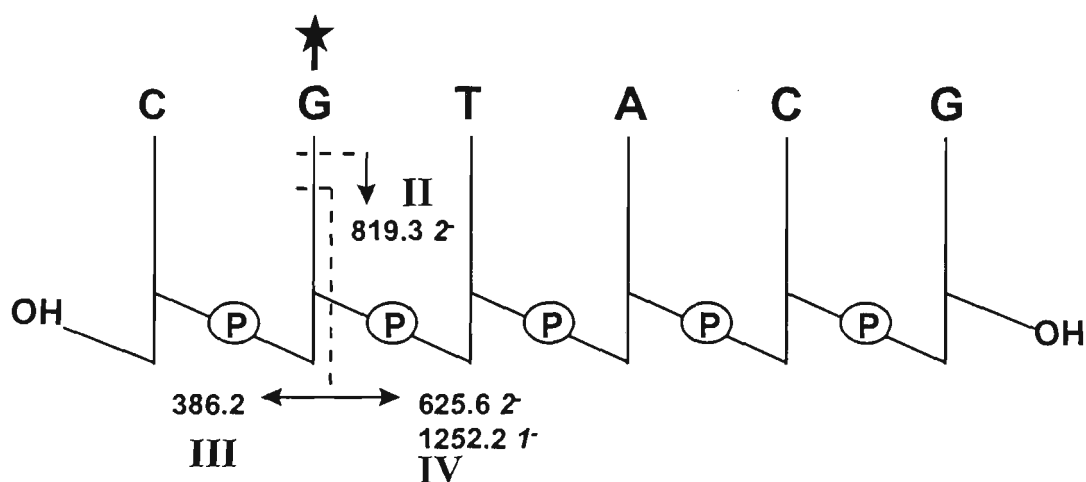 C G T A C G
II
819.3 2-
OH P P P P P OH
386.2 625.6 2-
1252.2 1-
III IV